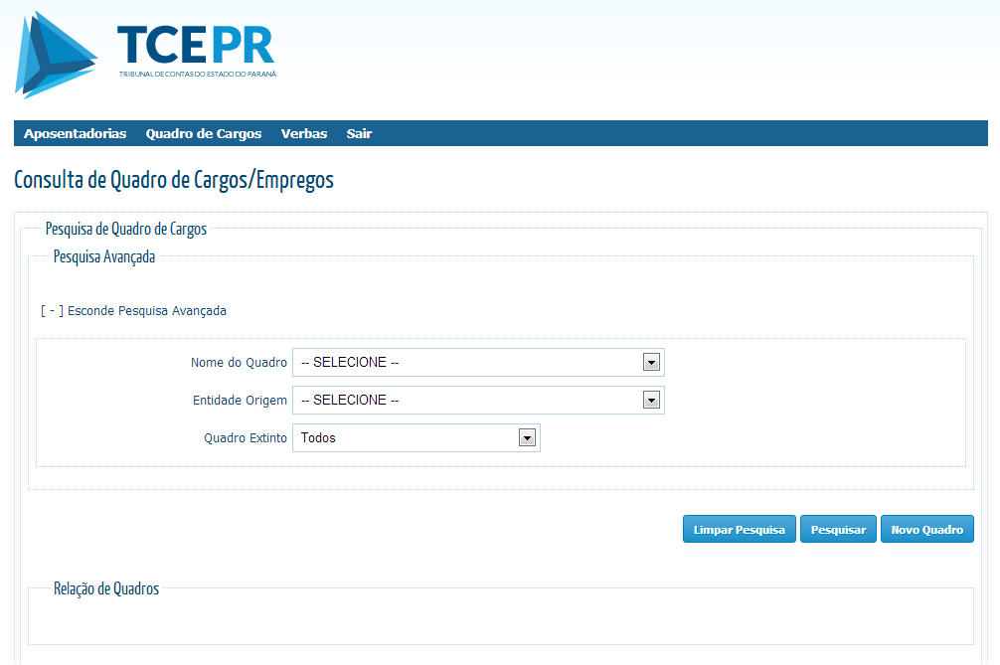 TCEPR
TRIBUNAL DE CONTAS DO ESTADO DO PARANÁ
Aposentadorias Quadro de Cargos Verbas Sair
Consulta de Quadro de Cargos/Empregos
Pesquisa de Quadro de Cargos
Pesquisa Avançada
[ - ] Esconde Pesquisa Avançada
Nome do Quadro -- SELECIONE --
Entidade Origem -- SELECIONE --
Quadro Extinto Todos
Limpar Pesquisa Pesquisar Novo Quadro
Relação de Quadros